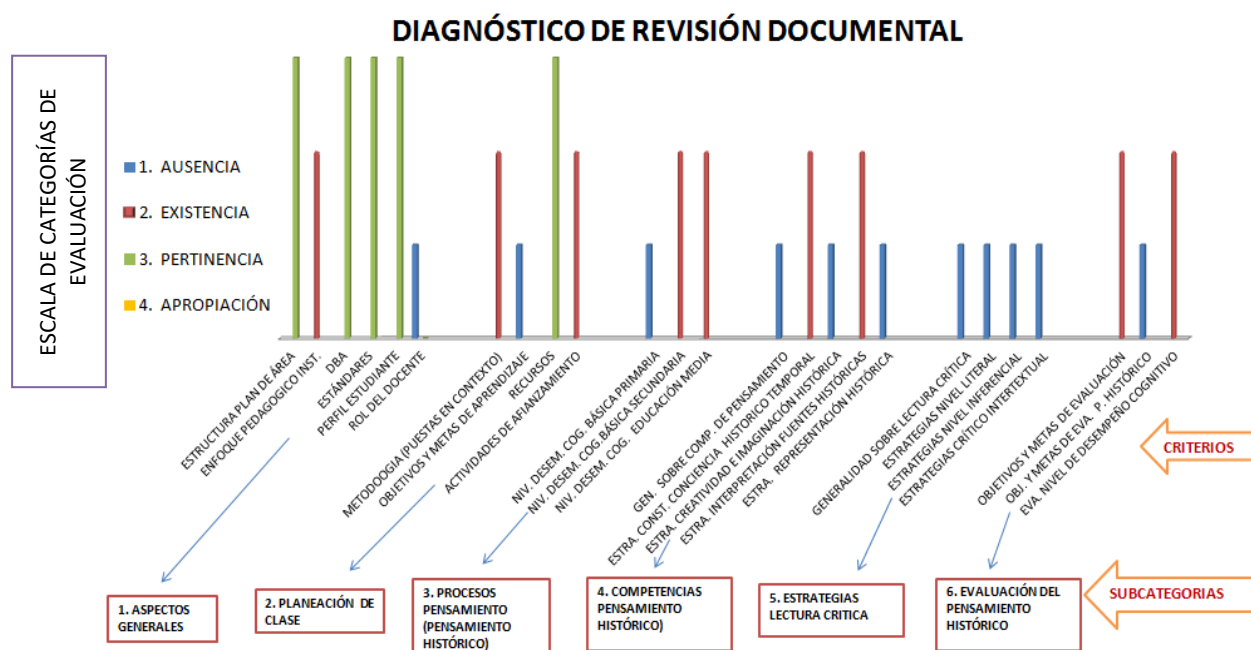 DIAGNÓSTICO DE REVISIÓN DOCUMENTAL
ESCALA DE CATEGORÍAS DE
EVALUACIÓN
1. AUSENCIA
2. EXISTENCIA
3. PERTINENCIA
4. APROPIACIÓN
ESTRUCTURA PLAN DE ÁREA
ENFOQUE PEDAGOGICO INST.
DBA
ESTÁNDARES
PERFIL ESTUDIANTE
ROL DEL DOCENTE
METODOOGIA (PUESTAS EN CONTEXTO)
OBJETIVOS Y METAS DE APRENDIZAJE
RECURSOS
ACTIVIDADES DE AFIANZAMIENTO
NIV. DESEM. COG. BÁSICA PRIMARIA
NIV. DESEM. COG.BÁSICA SECUNDARIA
NIV. DESEM. COG. EDUCACIÓN MEDIA
GEN. SOBRE COMP. DE PENSAMIENTO
ESTRA. CONST. CONCIENCIA HISTORICO TEMPORAL
ESTRA. CREATIVIDAD E IMAGINACIÓN HISTÓRICA
ESTRA. INTERPRETACIÓN FUENTES HISTÓRICAS
ESTRA. REPRESENTACIÓN HISTÓRICA
GENERALIDAD SOBRE LECTURA CRÍTICA
ESTRATEGIAS NIVEL LITERAL
ESTRATEGIAS NIVEL INFERENCIAL
ESTRATEGIAS CRÍTICO INTERTEXTUAL
OBJETIVOS Y METAS DE EVALUACIÓN
OBJ. Y METAS DE EVA. P. HISTÓRICO
EVA. NIVEL DE DESEMPEÑO COGNITIVO
CRITERIOS
1. ASPECTOS
GENERALES
2. PLANEACIÓN DE
CLASE
3. PROCESOS
PENSAMIENTO
(PENSAMIENTO
HISTÓRICO)
4. COMPETENCIAS
PENSAMIENTO
HISTÓRICO)
5. ESTRATEGIAS
LECTURA CRITICA
6. EVALUACIÓN DEL
PENSAMIENTO
HISTÓRICO
SUBCATEGORIAS